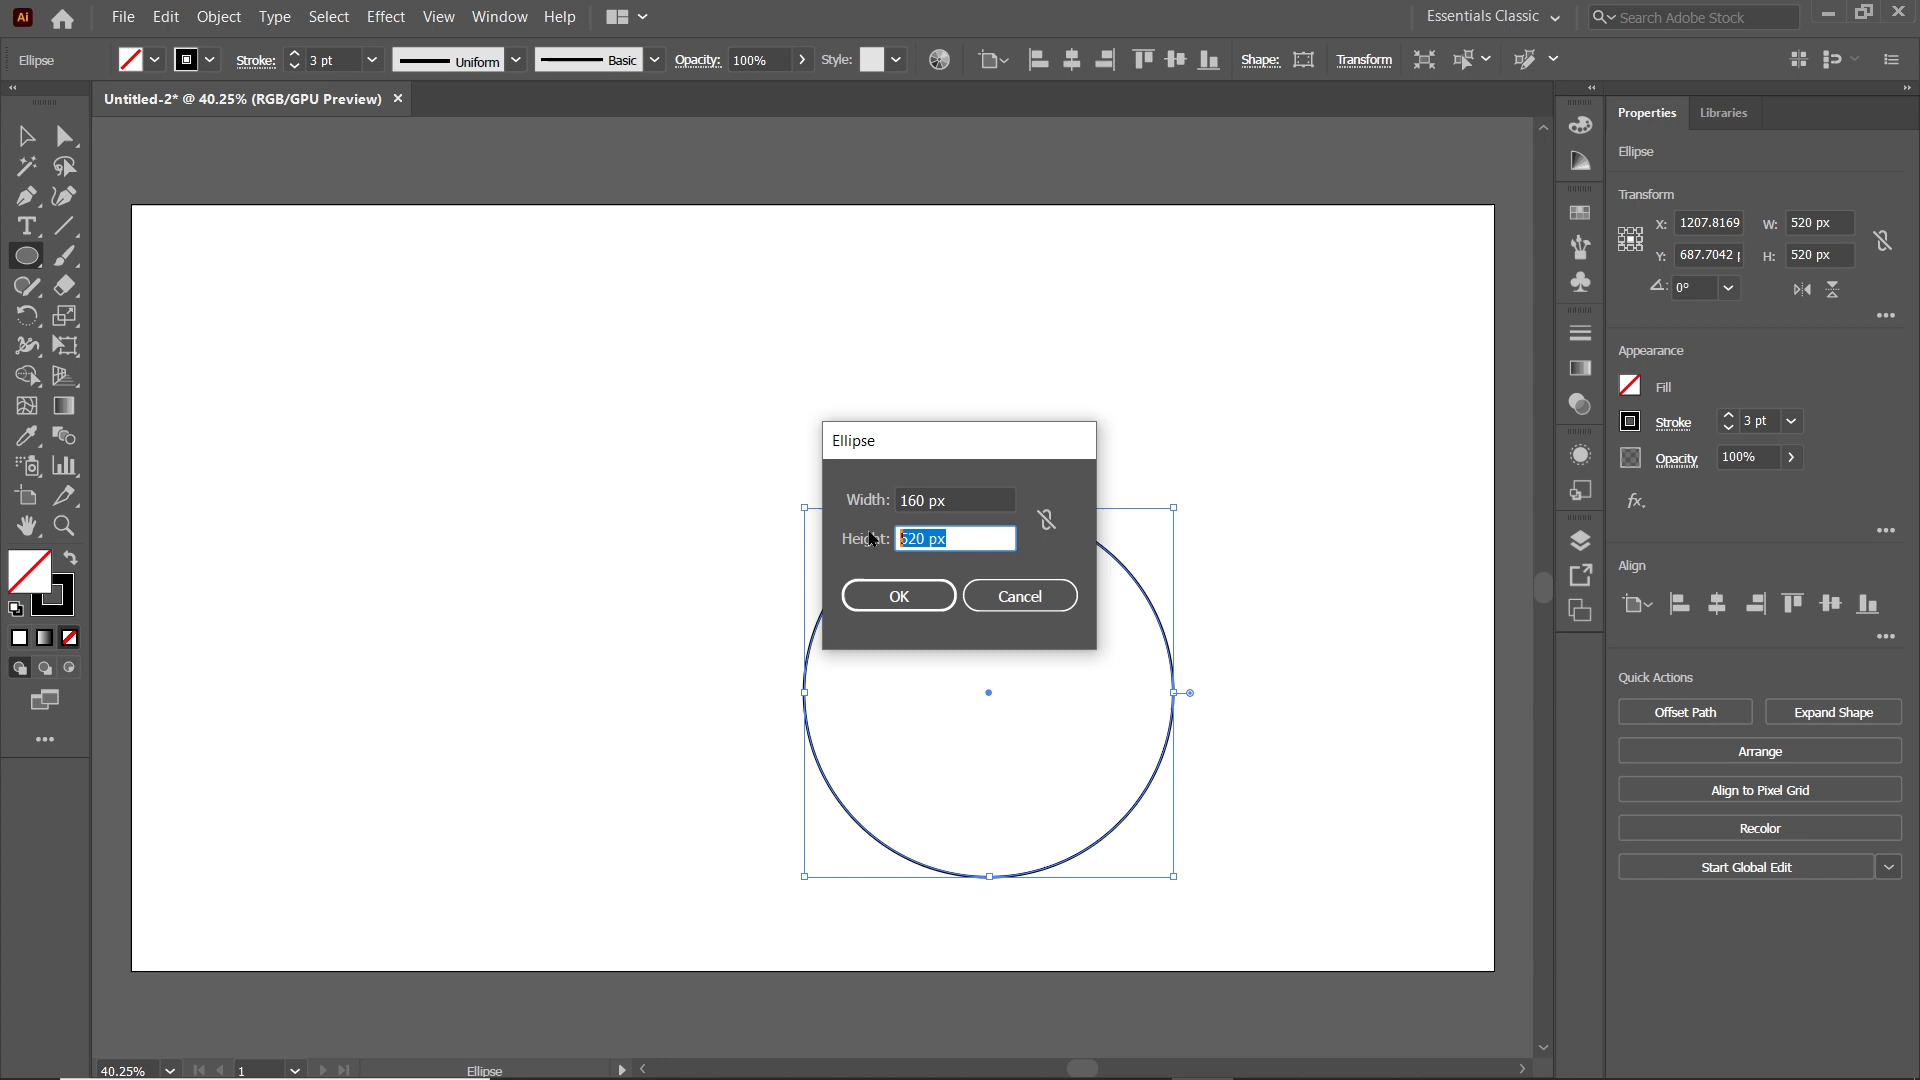 Ai File Edit Object Type Select Effect View Window Help Essentials Classic Search Adobe Stock
Ellipse Stroke: 3 pt Uniform Basic Opacity: 100% Style: Shape: Transform
Untitled-2* @ 40.25% (RGB/GPU Preview)
Properties Libraries
Ellipse
Transform
X: 1207.8169 W: 520 px
Y: 687.7042 p H: 520 px
0°
Appearance
Fill
Stroke 3 pt
Opacity 100%
fx.
Align
Quick Actions
Offset Path Expand Shape
Arrange
Align to Pixel Grid
Recolor
Start Global Edit
Ellipse
Width: 160 px
Height: 520 px
OK Cancel
40.25% 1 Ellipse